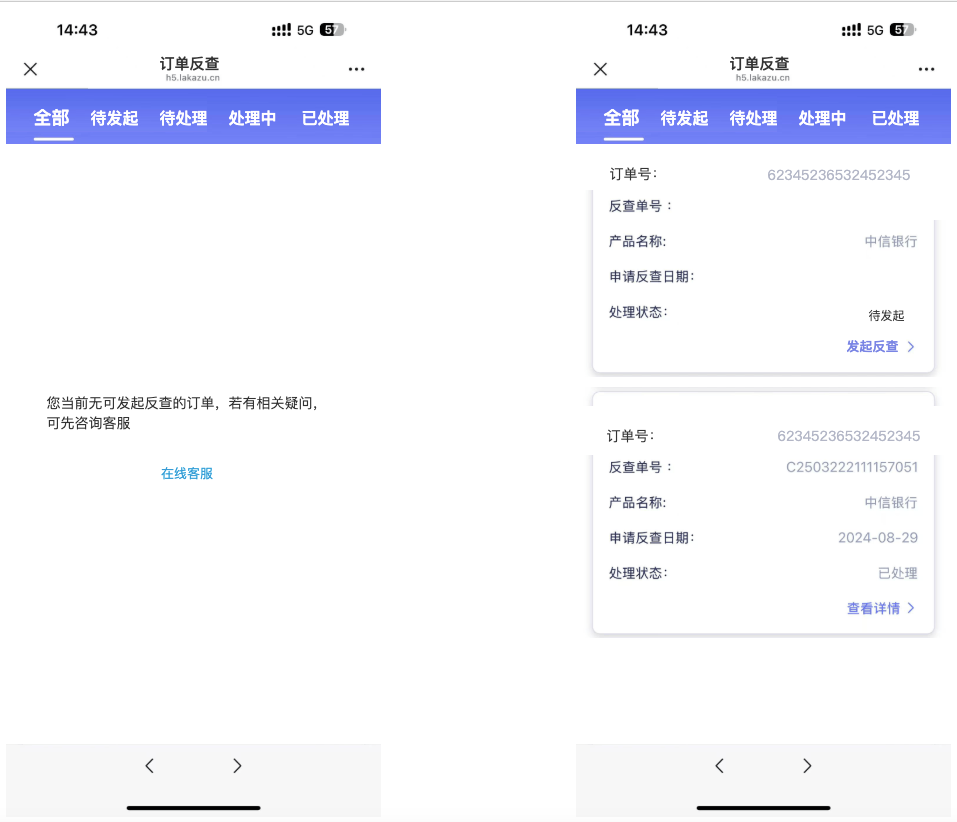 14:43 5G 57
订单反查
h5.lakazu.cn
全部 待发起 待处理 处理中 已处理
您当前无可发起反查的订单，若有相关疑问，
可先咨询客服
在线客服
14:43 5G 57
订单反查
h5.lakazu.cn
全部 待发起 待处理 处理中 已处理
订单号： 62345236532452345
反查单号：
产品名称: 中信银行
申请反查日期：
处理状态： 待发起
发起反查
订单号： 62345236532452345
反查单号： C2503222111157051
产品名称: 中信银行
申请反查日期： 2024-08-29
处理状态： 已处理
查看详情